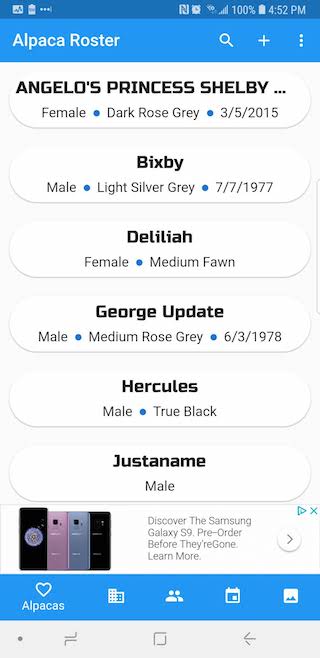 100% 4:52 PM
Alpaca Roster
ANGELO'S PRINCESS SHELBY ...
Female • Dark Rose Grey • 3/5/2015
Bixby
Male • Light Silver Grey • 7/7/1977
Deliliah
Female • Medium Fawn
George Update
Male • Medium Rose Grey • 6/3/1978
Hercules
Male • True Black
Justaname
Male
Discover The Samsung
Galaxy S9. Pre-Order
Before They'reGone.
Learn More.
Alpacas